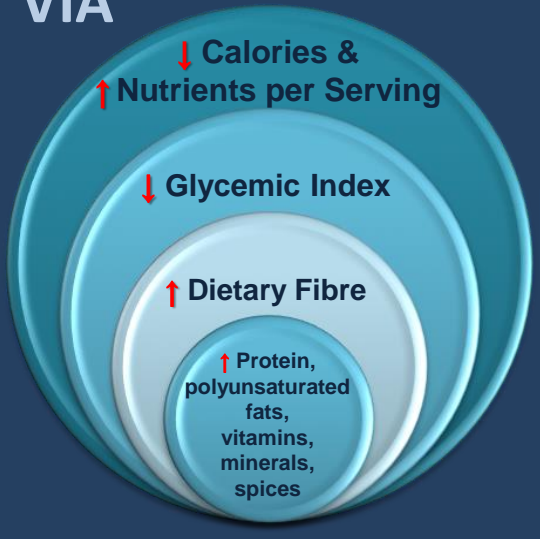 VIA
↓ Calories &
↑ Nutrients per Serving
↓ Glycemic Index
↑ Dietary Fibre
↑ Protein,
polyunsaturated
fats,
vitamins,
minerals,
spices